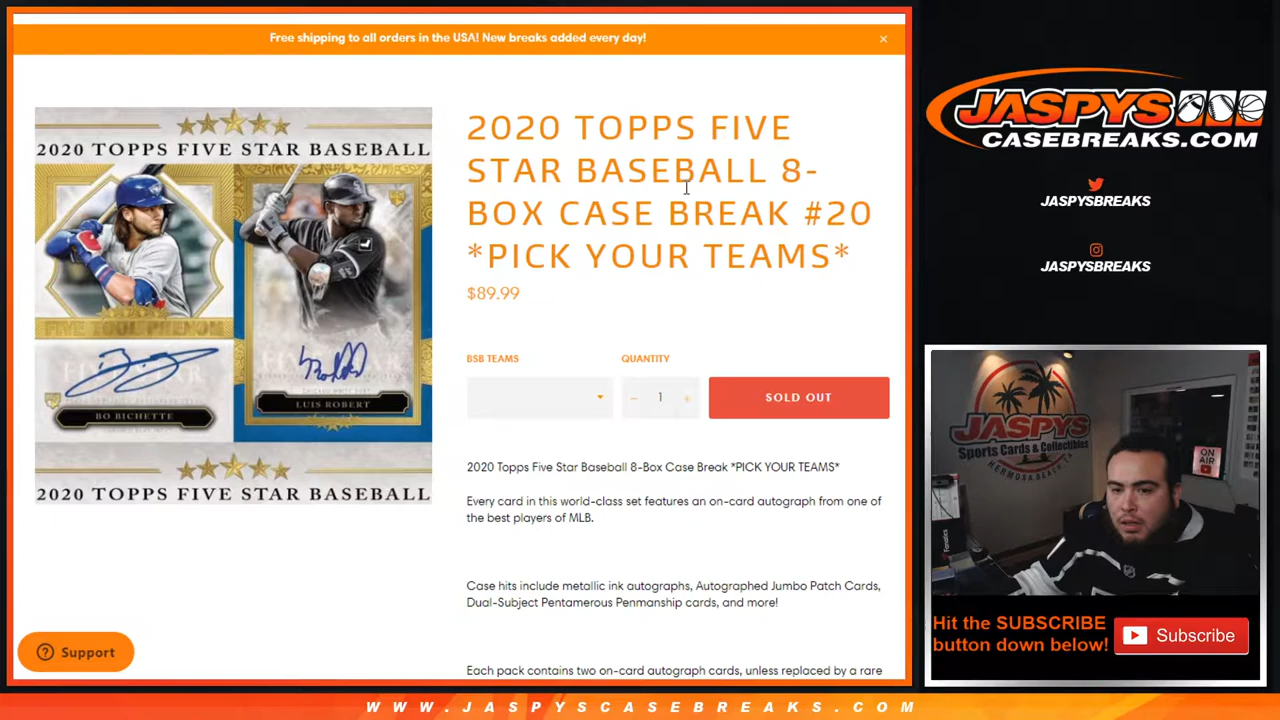 Free shipping to all orders in the USA! New breaks added every day!
×
2020 TOPPS FIVE STAR BASEBALL
BO BICHETTE
LUIS ROBERT
2020 TOPPS FIVE STAR BASEBALL
2020 TOPPS FIVE
STAR BASEBALL 8-
BOX CASE BREAK #20
*PICK YOUR TEAMS*
$89.99
BSB TEAMS
QUANTITY
− 1 +
SOLD OUT
2020 Topps Five Star Baseball 8-Box Case Break *PICK YOUR TEAMS*
Every card in this world-class set features an on-card autograph from one of
the best players of MLB.
Case hits include metallic ink autographs, Autographed Jumbo Patch Cards,
Dual-Subject Pentamerous Penmanship cards, and more!
Each pack contains two on-card autograph cards, unless replaced by a rare
? Support
JASPYS
CASEBREAKS.COM
JASPYSBREAKS
JASPYSBREAKS
JASPYS
Sports Cards & Collectibles
HERMOSA BEACH, CA
ON AIR
Fanatics
Hit the SUBSCRIBE
button down below!
Subscribe
WWW.JASPYSCASEBREAKS.COM